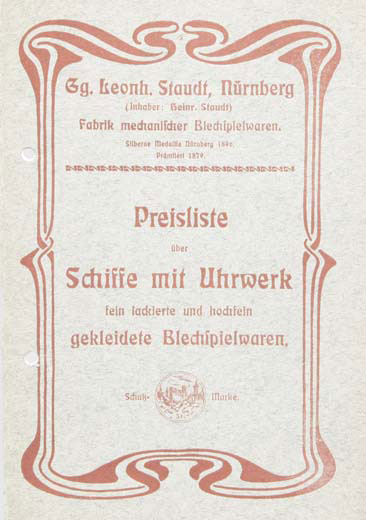 Gg. Leonh. Staudt, Nürnberg
(Inhaber: Heinr. Staudt)
Fabrik mechanischer Blechspielwaren.
Silberne Medaille Nürnberg
Prämiiert 1879.
Preisliste
über
Schiffe mit Uhrwerk
fein lackierte und hochfein
gekleidete Blechspielwaren.
Schutz- Marke.